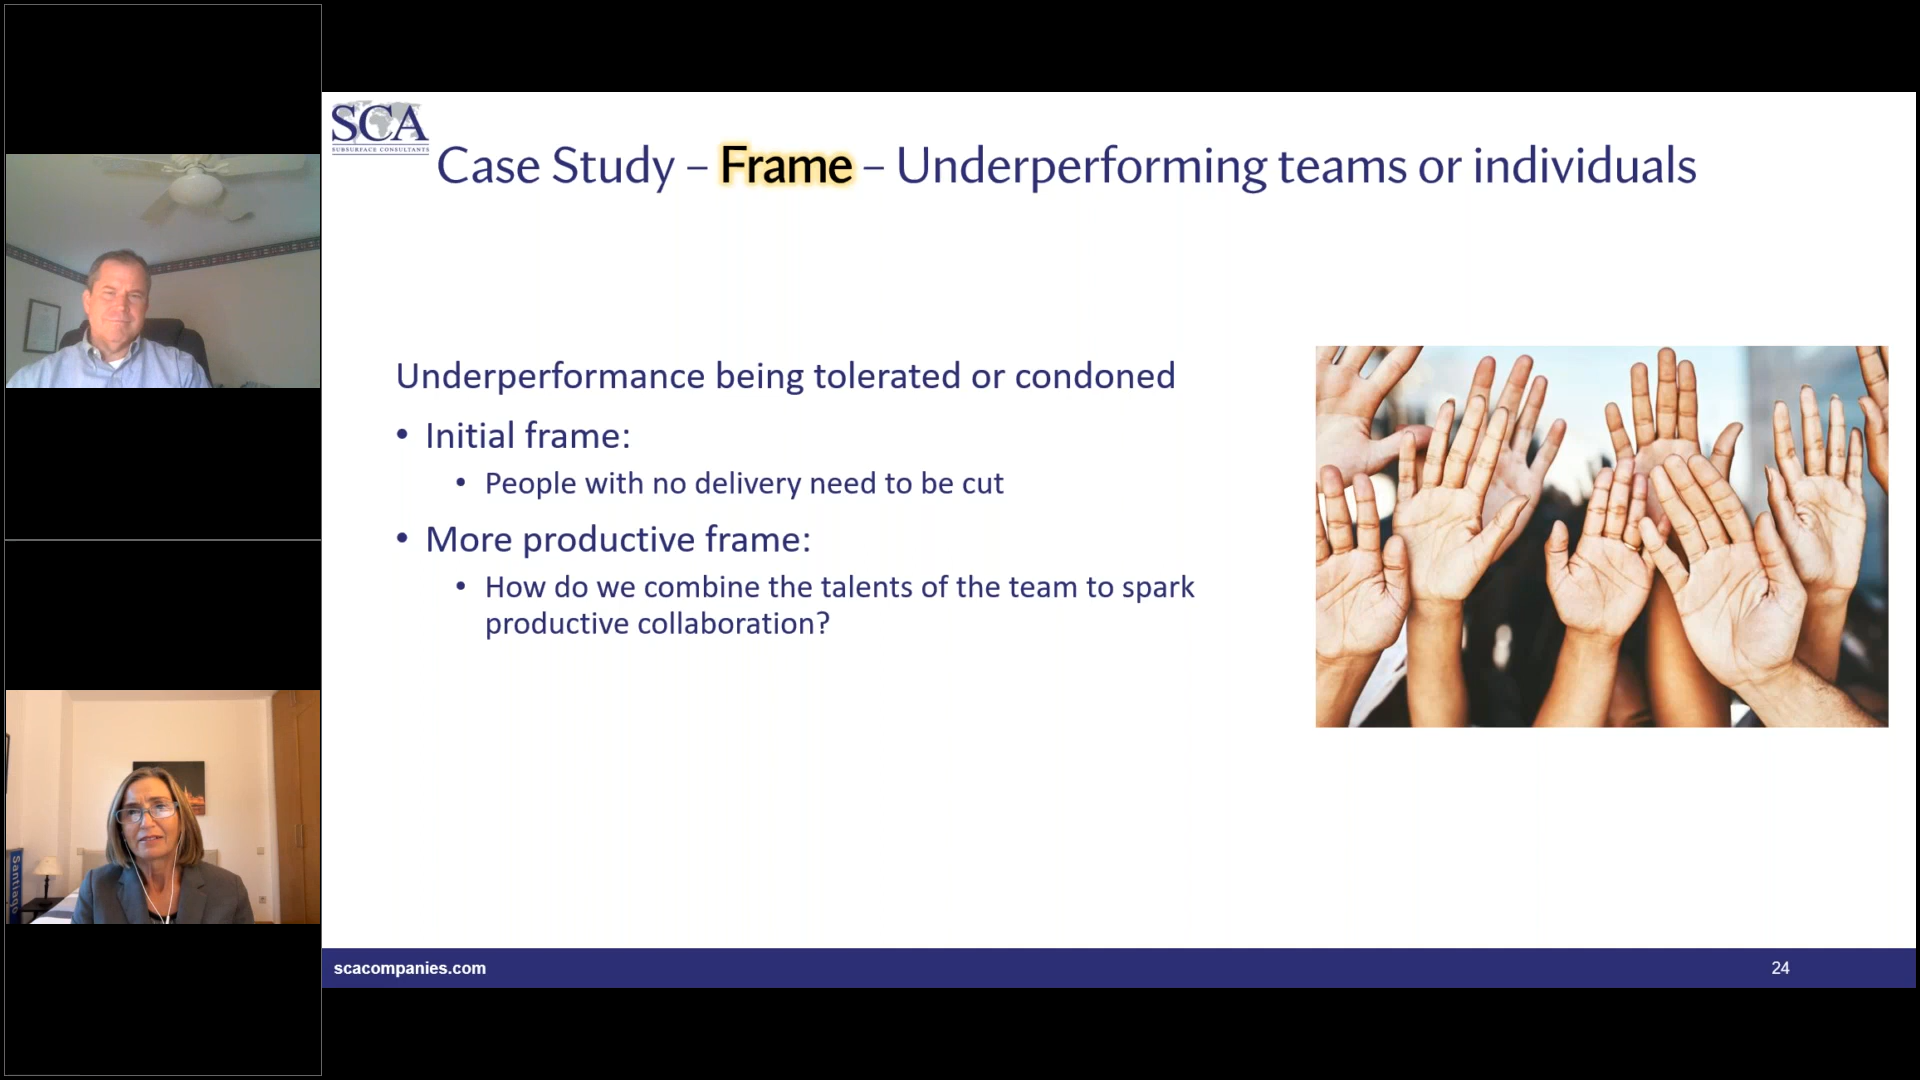 SCA
SUBSURFACE CONSULTANTS
Case Study – Frame – Underperforming teams or individuals
Underperformance being tolerated or condoned
• Initial frame:
• People with no delivery need to be cut
• More productive frame:
• How do we combine the talents of the team to spark
productive collaboration?
Santiago
scacompanies.com
24